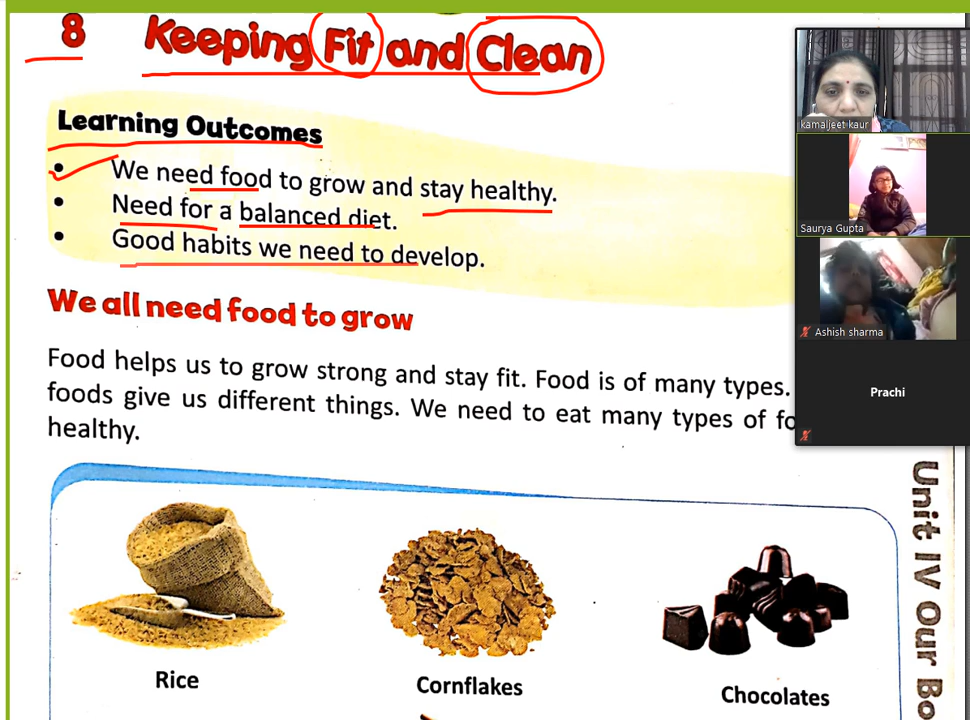 8 Keeping Fit and Clean
Learning Outcomes
• We need food to grow and stay healthy.
• Need for a balanced diet.
• Good habits we need to develop.
We all need food to grow
Food helps us to grow strong and stay fit. Food is of many types.
foods give us different things. We need to eat many types of
healthy.
Rice
Cornflakes
Chocolates
Unit IV Our
kamaljeet kaur
Saurya Gupta
Ashish sharma
Prachi